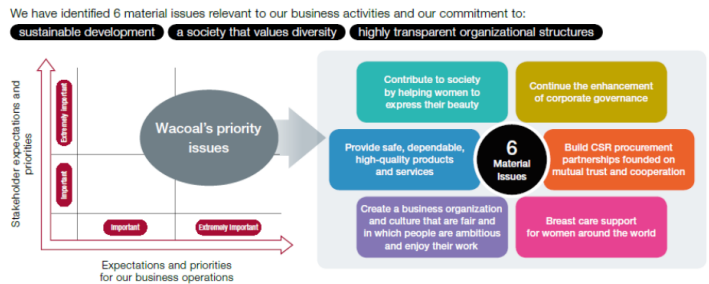 We have identified 6 material issues relevant to our business activities and our commitment to:
sustainable development
a society that values diversity
highly transparent organizational structures
Stakeholder expectations and
priorities
Extremely important
Important
Wacoal's priority
issues
Important
Extremely important
Expectations and priorities
for our business operations
Contribute to society
by helping women to
express their beauty
Continue the enhancement
of corporate governance
Provide safe, dependable,
high-quality products
and services
6
Material
Issues
Build CSR procurement
partnerships founded on
mutual trust and cooperation
Create a business organization
and culture that are fair and
in which people are ambitious
and enjoy their work
Breast care support
for women around the world